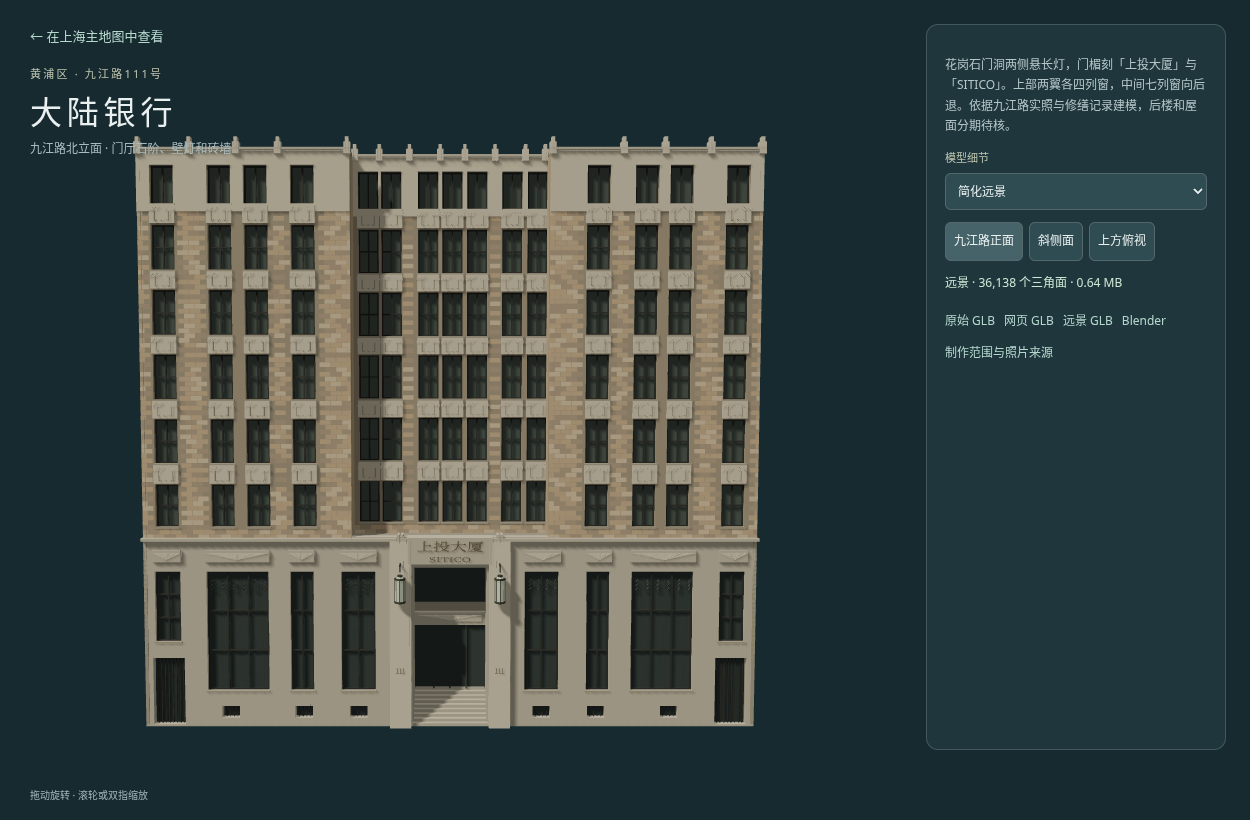 ← 在上海主地图中查看
黄浦区 · 九江路111号
大陆银行
九江路北立面 · 门厅石阶、壁灯和砖墙
上投大厦
SITICO
111
111
拖动旋转 · 滚轮或双指缩放
花岗石门洞两侧悬长灯，门楣刻「上投大厦」与
「SITICO」。上部两翼各四列窗，中间七列窗向后
退。依据九江路实照与修缮记录建模，后楼和屋
面分期待核。
模型细节
简化远景
九江路正面 斜侧面 上方俯视
远景 · 36,138 个三角面 · 0.64 MB
原始 GLB 网页 GLB 远景 GLB Blender
制作范围与照片来源